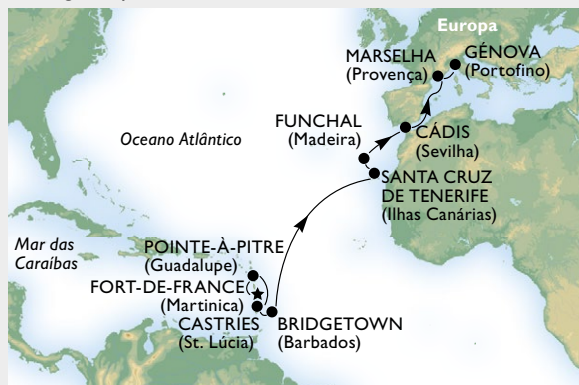 Europa
MARSELHA
(Provença)
GÉNOVA
(Portofino)
FUNCHAL
(Madeira)
CÁDIS
(Sevilha)
Oceano Atlântico
SANTA CRUZ
DE TENERIFE
(Ilhas Canárias)
Mar das
Caraíbas
POINTE-À-PITRE
(Guadalupe)
FORT-DE-FRANCE
(Martinica)
CASTRIES
(St. Lúcia)
BRIDGETOWN
(Barbados)